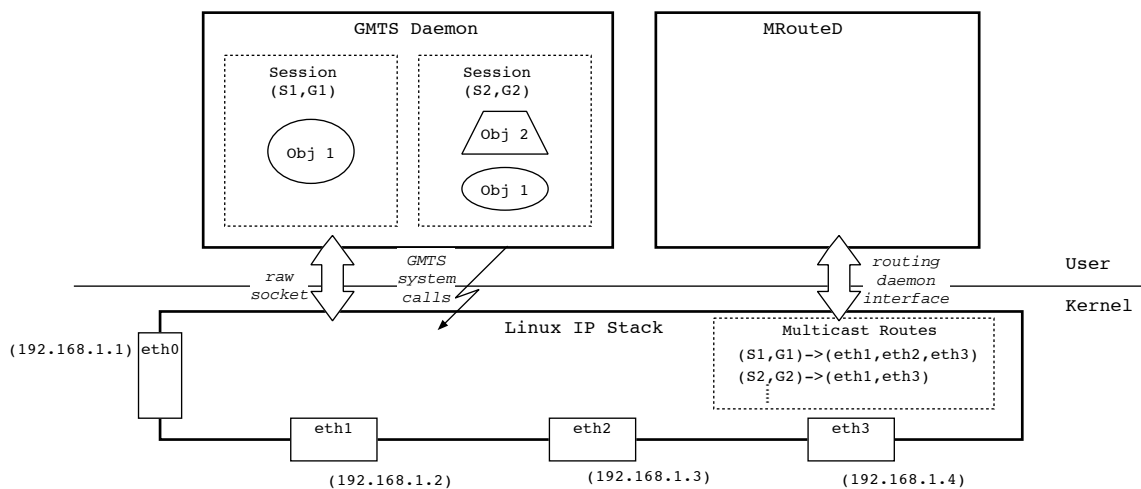 GMTS Daemon
MRouteD
Session
(S1,G1)
Obj 1
Session
(S2,G2)
Obj 2
Obj 1
raw
socket
GMTS
system
calls
routing
daemon
interface
User
Kernel
Linux IP Stack
Multicast Routes
(S1,G1)->(eth1,eth2,eth3)
(S2,G2)->(eth1,eth3)
(192.168.1.1)
eth0
eth1
eth2
eth3
(192.168.1.2)
(192.168.1.3)
(192.168.1.4)